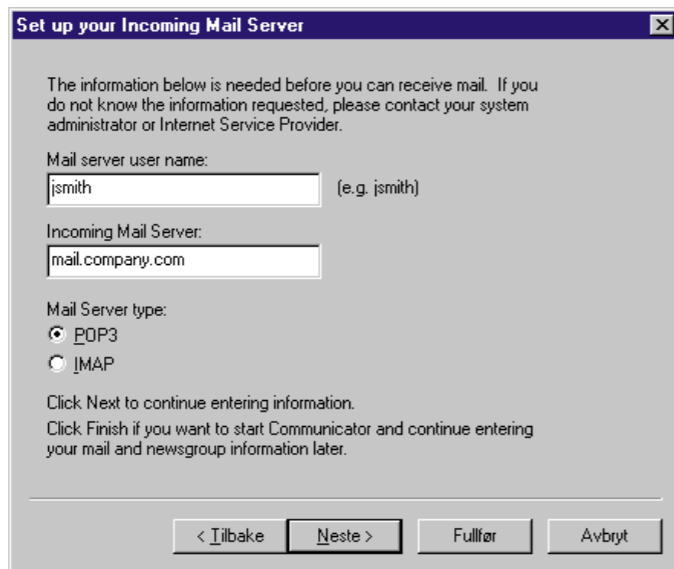 Set up your Incoming Mail Server
The information below is needed before you can receive mail. If you
do not know the information requested, please contact your system
administrator or Internet Service Provider.
Mail server user name:
jsmith (e.g. jsmith)
Incoming Mail Server:
mail.company.com
Mail Server type:
POP3
IMAP
Click Next to continue entering information.
Click Finish if you want to start Communicator and continue entering
your mail and newsgroup information later.
< Tilbake Neste > Fullfør Avbryt